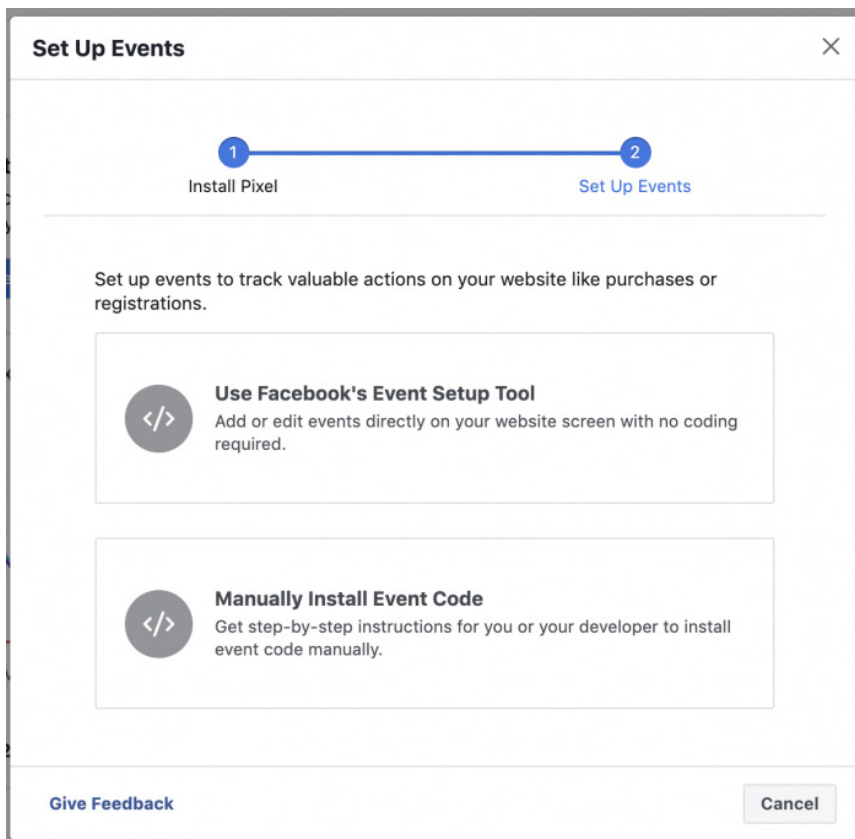 Set Up Events
1
2
Install Pixel
Set Up Events
Set up events to track valuable actions on your website like purchases or
registrations.
</>
Use Facebook's Event Setup Tool
Add or edit events directly on your website screen with no coding
required.
</>
Manually Install Event Code
Get step-by-step instructions for you or your developer to install
event code manually.
Give Feedback
Cancel